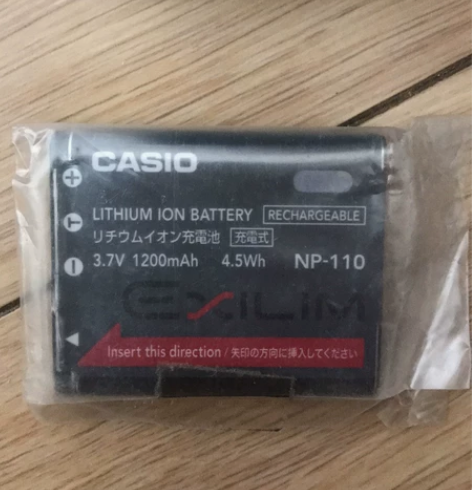 CASIO
LITHIUM ION BATTERY RECHARGEABLE
リチウムイオン充電池 充電式
3.7V 1200mAh 4.5Wh NP-110
EXILIM
Insert this direction / 矢印の方向に挿入してください